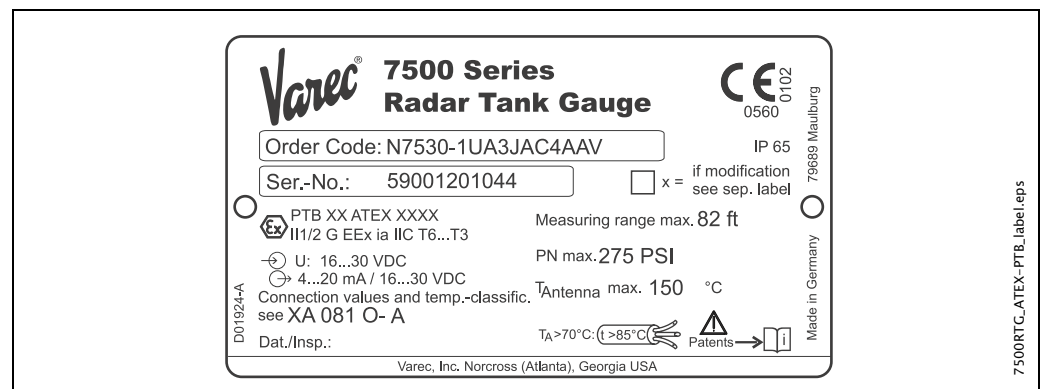 Varec®
7500 Series
Radar Tank Gauge
CE
0560
0102
Order Code: N7530-1UA3JAC4AAV
IP 65
Ser.-No.: 59001201044
x = if modification
see sep. label
79689 Maulburg
Ex
PTB XX ATEX XXXX
II1/2 G EEx ia IIC T6...T3
U: 16...30 VDC
4...20 mA / 16...30 VDC
Connection values and temp.-classific.
see XA 081 O- A
Dat./Insp.:
Measuring range max. 82 ft
PN max. 275 PSI
TAntenna max. 150 °C
TA>70°C: t >85°C
Patents
i
Made in Germany
D01924-A
Varec, Inc. Norcross (Atlanta), Georgia USA
7500RTG_ATEX-PTB_label.eps